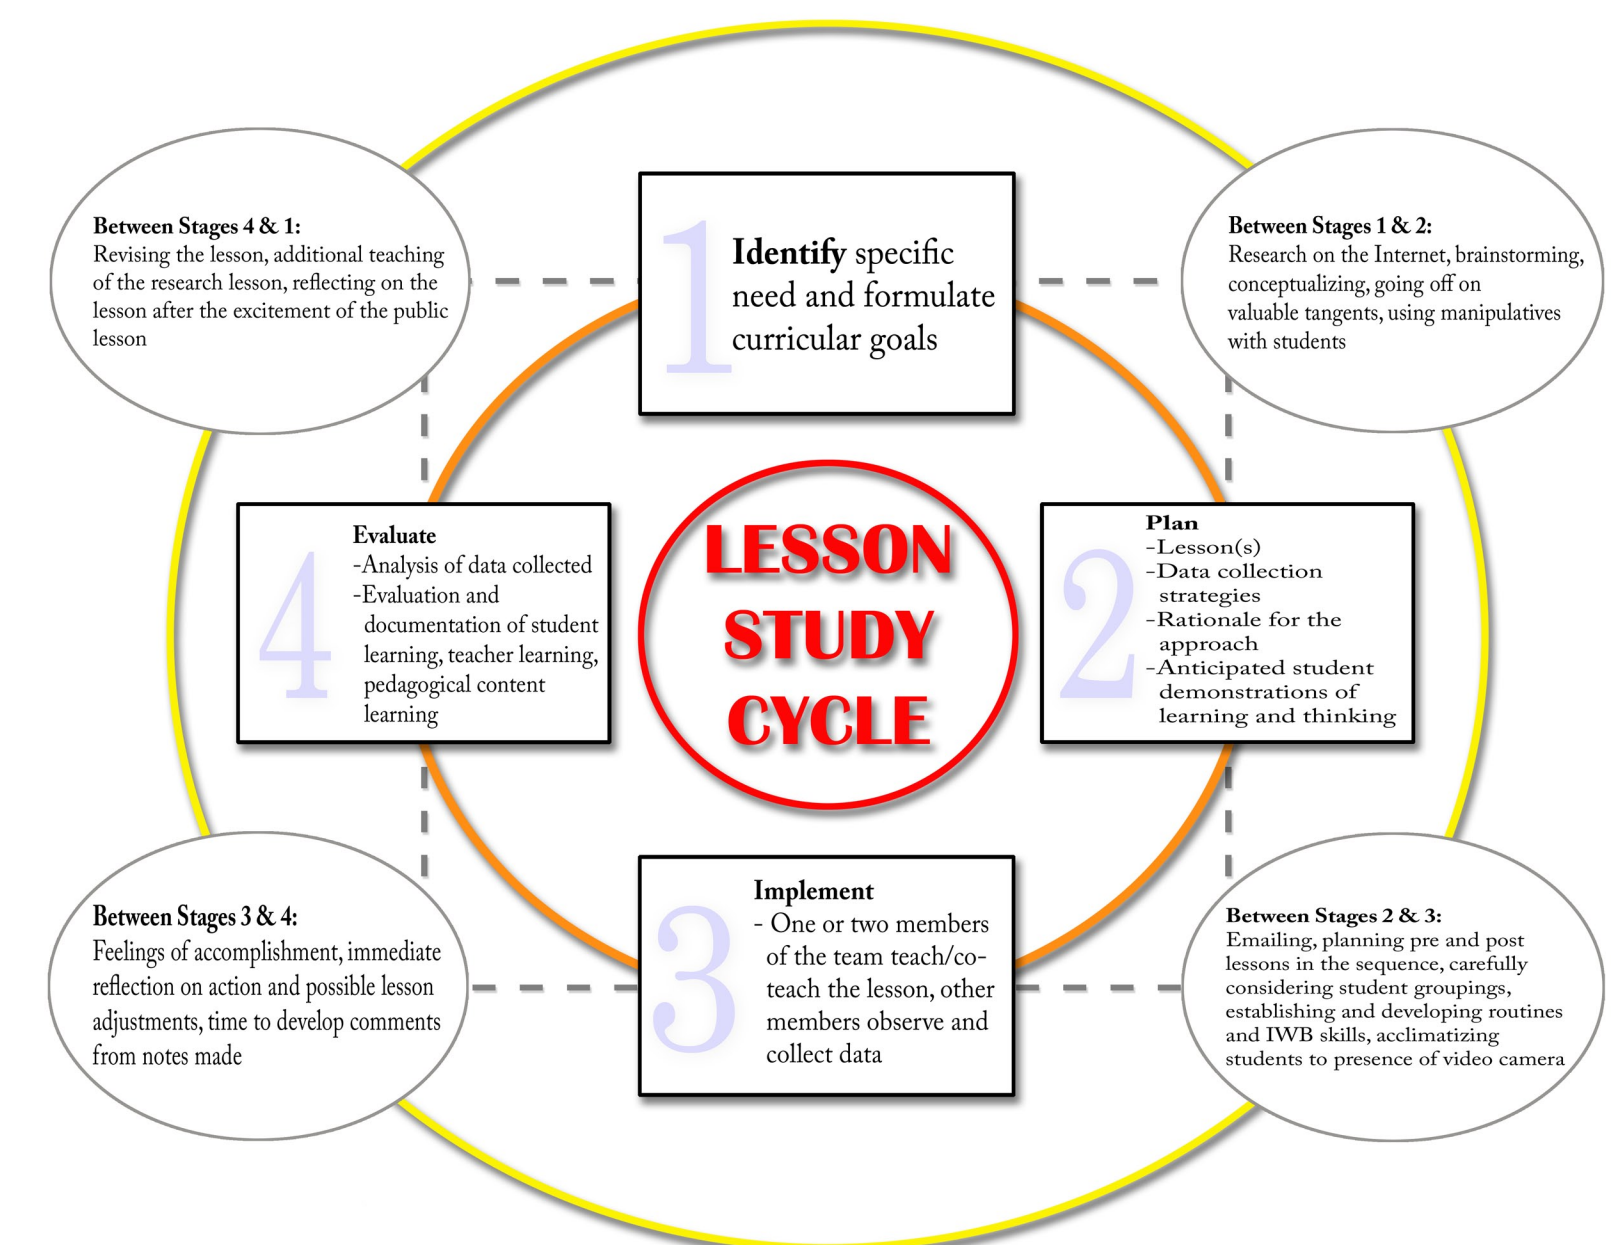 Between Stages 4 & 1:
Revising the lesson, additional teaching
of the research lesson, reflecting on the
lesson after the excitement of the public
lesson
1
Identify specific
need and formulate
curricular goals
Between Stages 1 & 2:
Research on the Internet, brainstorming,
conceptualizing, going off on
valuable tangents, using manipulatives
with students
4
Evaluate
-Analysis of data collected
-Evaluation and
documentation of student
learning, teacher learning,
pedagogical content
learning
LESSON
STUDY
CYCLE
2
Plan
-Lesson(s)
-Data collection
strategies
-Rationale for the
approach
-Anticipated student
demonstrations of
learning and thinking
Between Stages 3 & 4:
Feelings of accomplishment, immediate
reflection on action and possible lesson
adjustments, time to develop comments
from notes made
3
Implement
- One or two members
of the team teach/co-
teach the lesson, other
members observe and
collect data
Between Stages 2 & 3:
Emailing, planning pre and post
lessons in the sequence, carefully
considering student groupings,
establishing and developing routines
and IWB skills, acclimatizing
students to presence of video camera